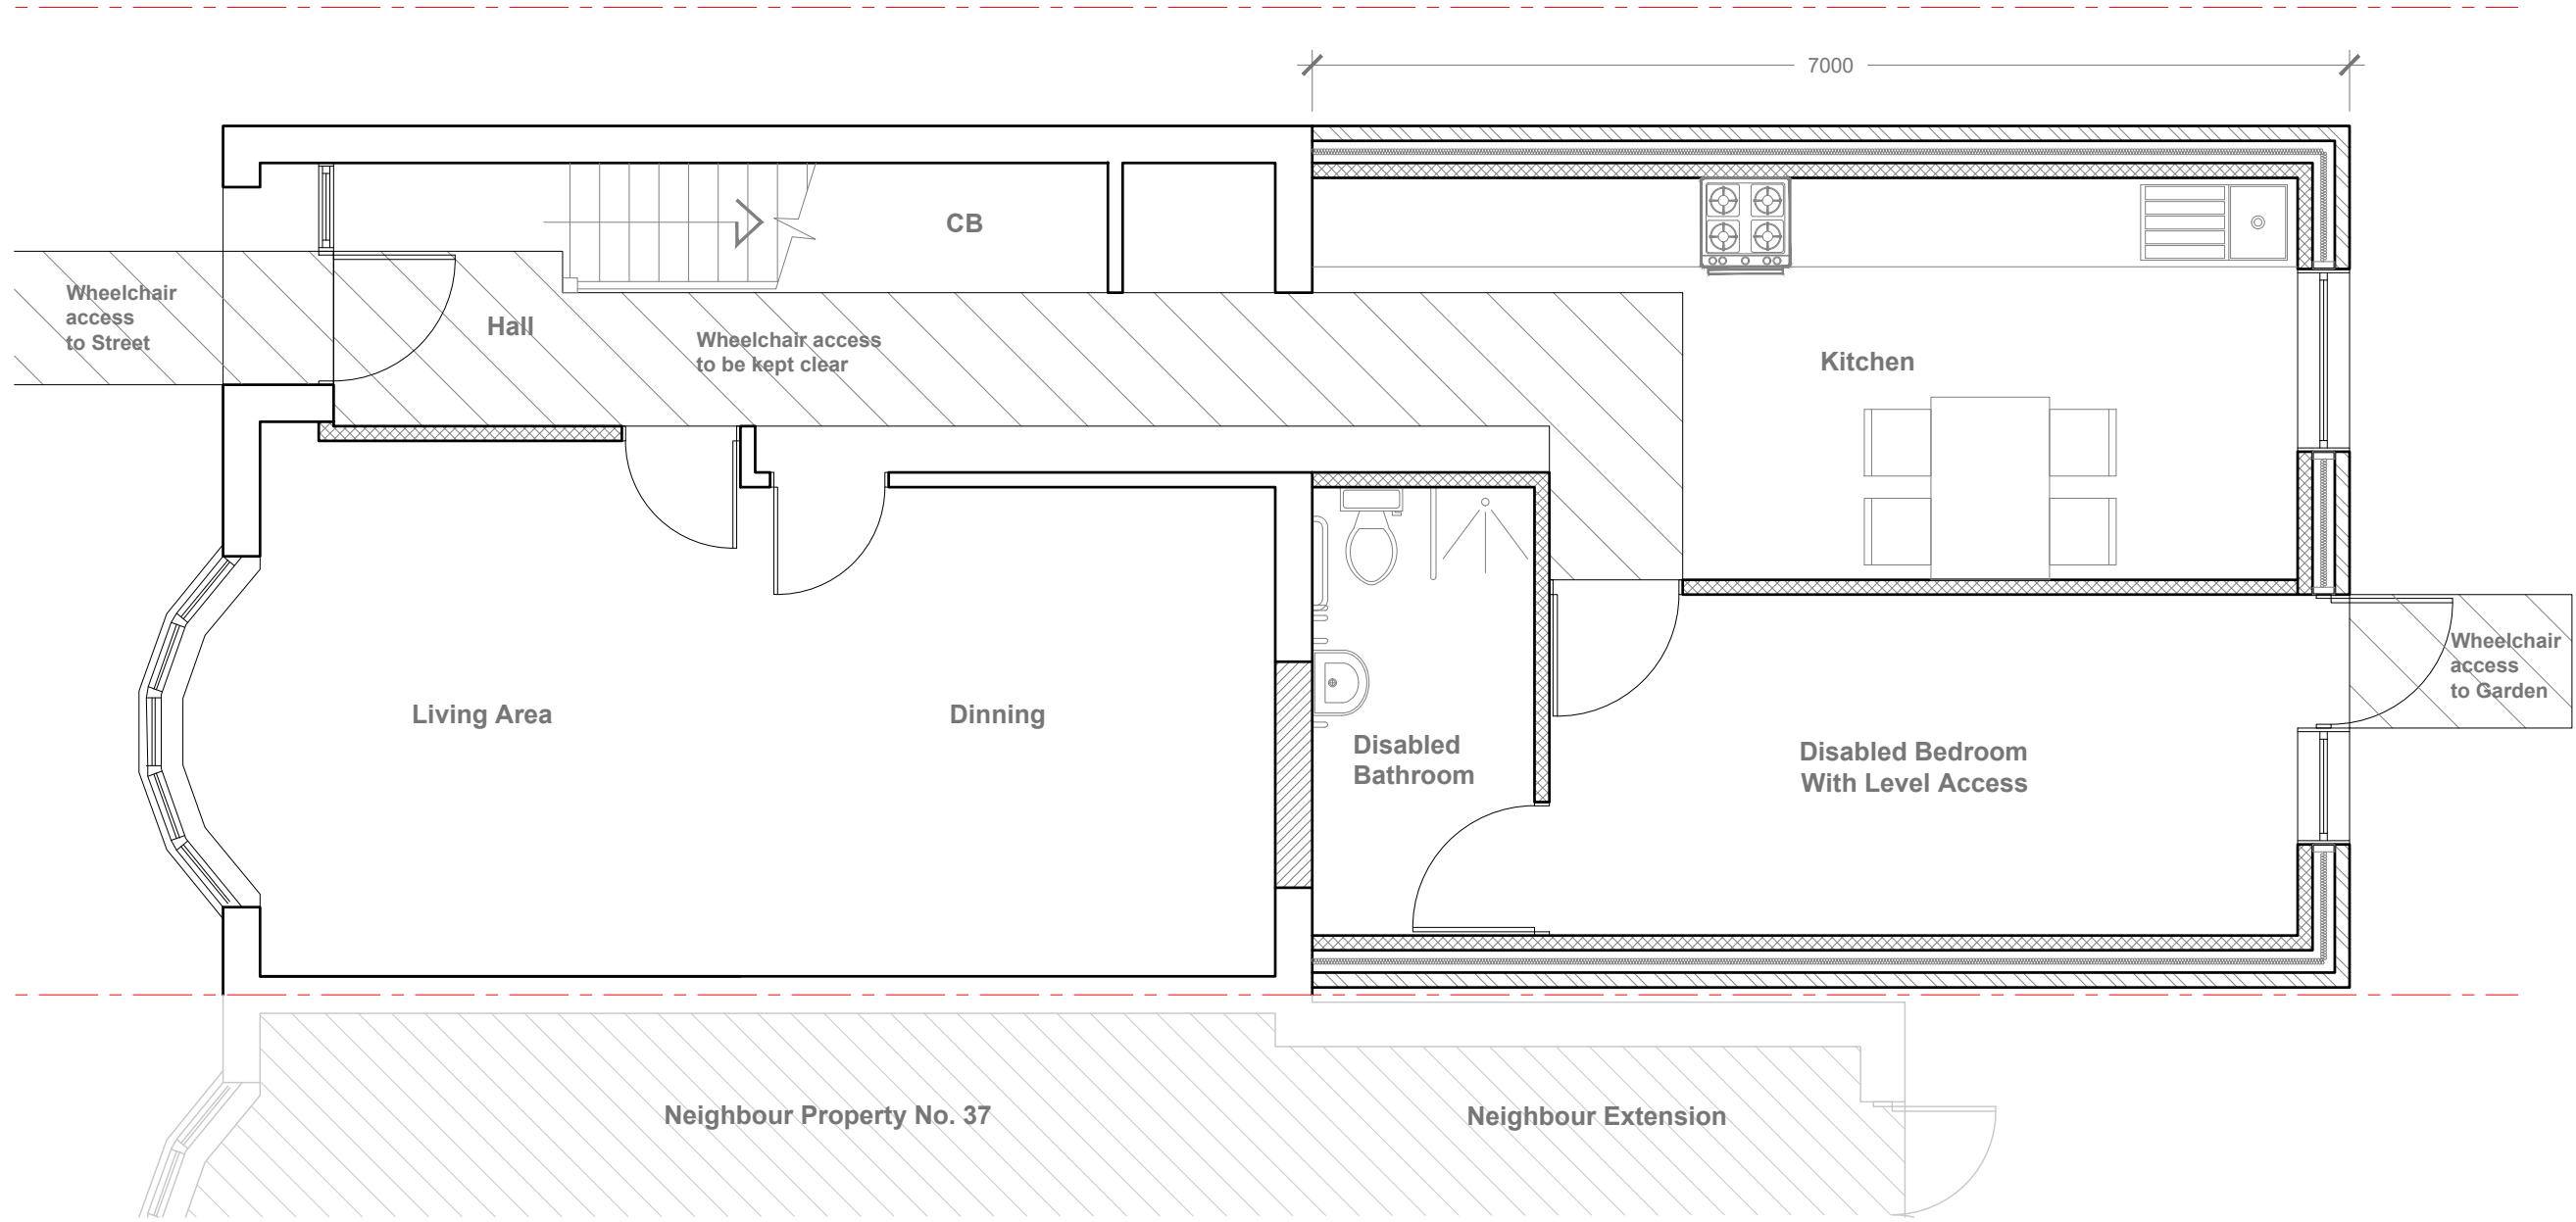 7000
CB
Wheelchair
access
to Street
Hall
Wheelchair access
to be kept clear
Kitchen
Wheelchair
access
to Garden
Living Area
Dinning
Disabled
Bathroom
Disabled Bedroom
With Level Access
Neighbour Property No. 37
Neighbour Extension